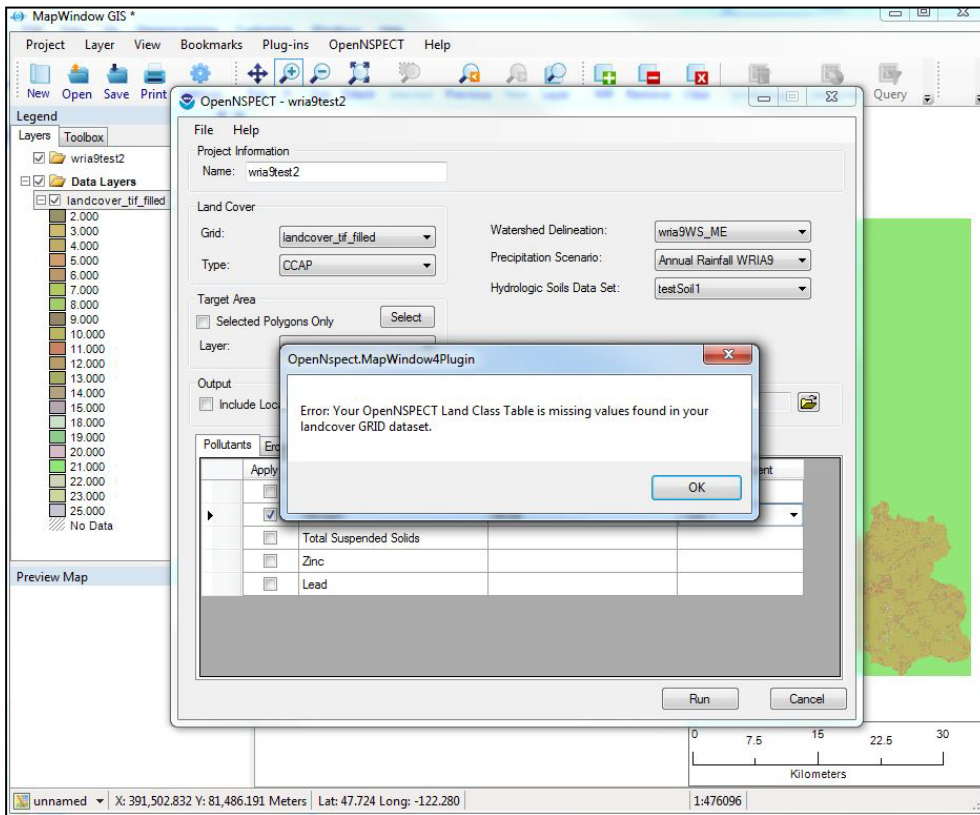 MapWindow GIS *
Project Layer View Bookmarks Plug-ins OpenNSPECT Help
New Open Save Print
Query
Legend
Layers Toolbox
wria9test2
Data Layers
landcover_tif_filled
2.000
3.000
4.000
5.000
6.000
7.000
8.000
9.000
10.000
11.000
12.000
13.000
14.000
15.000
18.000
19.000
20.000
21.000
22.000
23.000
25.000
No Data
Preview Map
OpenNSPECT - wria9test2
File Help
Project Information
Name: wria9test2
Land Cover
Grid: landcover_tif_filled
Type: CCAP
Watershed Delineation: wria9WS_ME
Precipitation Scenario: Annual Rainfall WRIA9
Hydrologic Soils Data Set: testSoil1
Target Area
Selected Polygons Only Select
Layer:
Output
Include Loc
OpenNspect.MapWindow4Plugin
Error: Your OpenNSPECT Land Class Table is missing values found in your
landcover GRID dataset.
OK
Pollutants
Apply
Total Suspended Solids
Zinc
Lead
Run Cancel
0 7.5 15 22.5 30
Kilometers
unnamed X: 391,502.832 Y: 81,486.191 Meters Lat: 47.724 Long: -122.280 1:476096